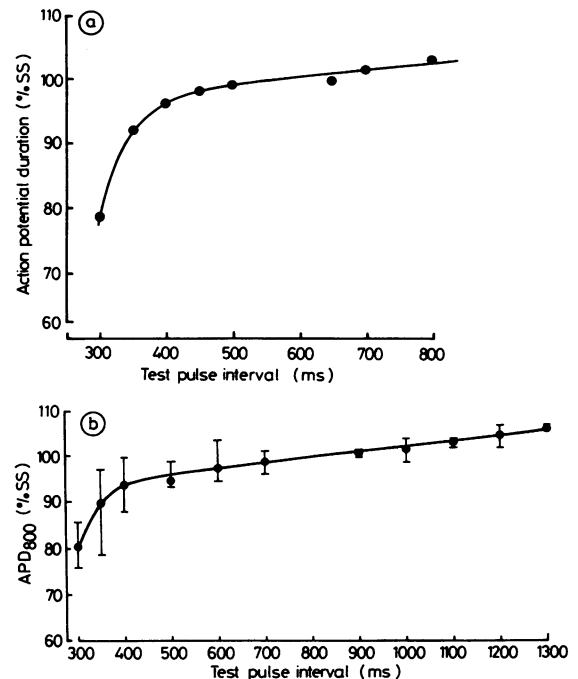 a
110
100
90
80
70
60
Action potential duration (%SS)
300 400 500 600 700 800
Test pulse interval (ms)
b
110
100
90
80
70
60
APD800 (%SS)
300 400 500 600 700 800 900 1000 1100 1200 1300
Test pulse interval (ms)